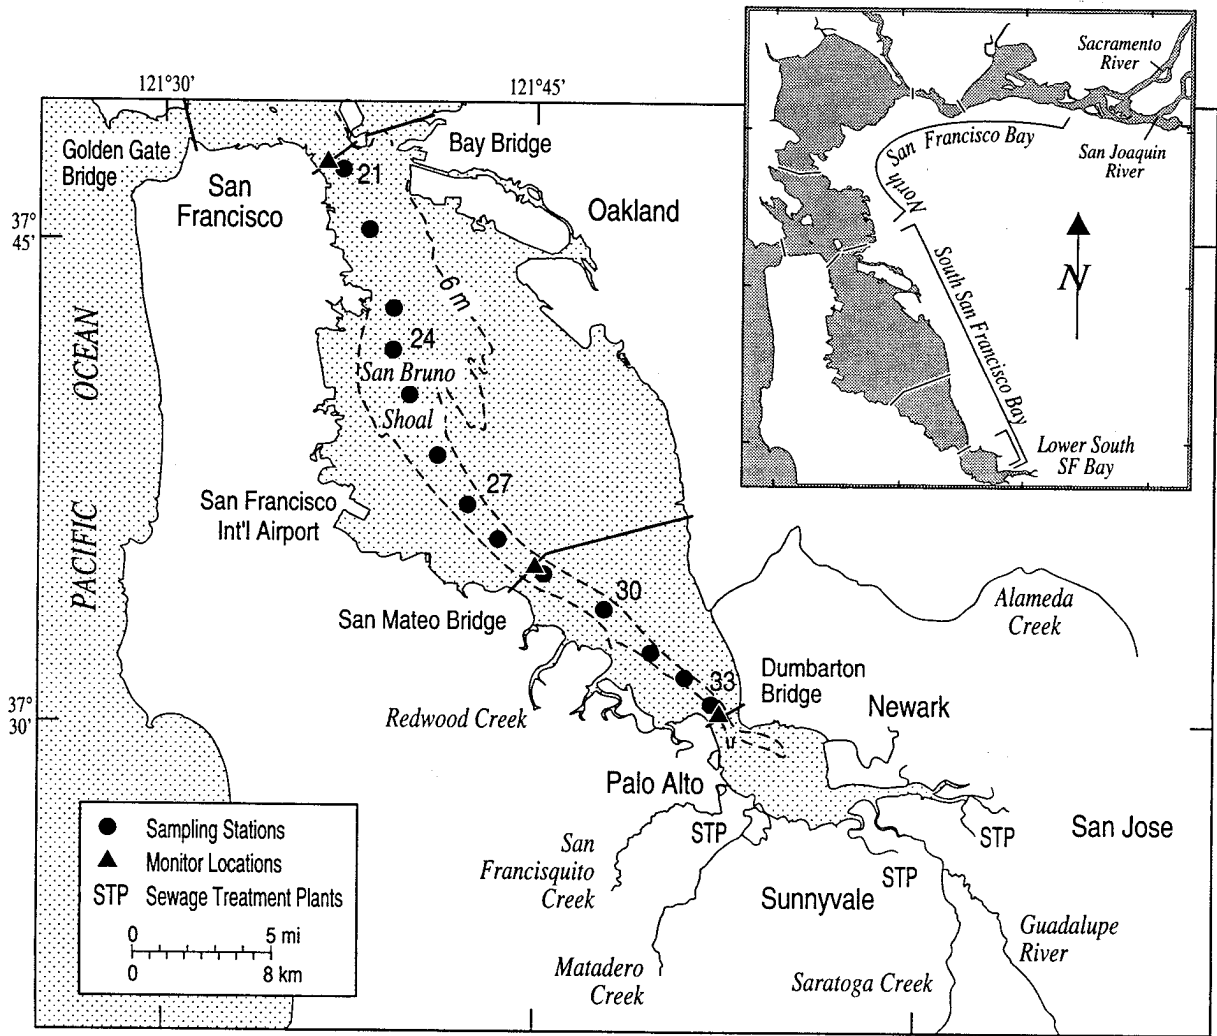 121°30'
121°45'
Golden Gate
Bridge
San
Francisco
21
Bay Bridge
Oakland
37°
45'
6 m
24
San Bruno
Shoal
PACIFIC OCEAN
27
San Francisco
Int'l Airport
San Mateo Bridge
30
Alameda
Creek
33
Dumbarton
Bridge
Newark
Redwood Creek
37°
30'
Palo Alto
STP
San
Francisquito
Creek
STP
STP
San Jose
Sunnyvale
Guadalupe
River
Matadero
Creek
Saratoga Creek
Sampling Stations
Monitor Locations
STP Sewage Treatment Plants
0 5 mi
0 8 km
Sacramento
River
North San Francisco Bay
San Joaquin
River
N
South San Francisco Bay
Lower South
SF Bay